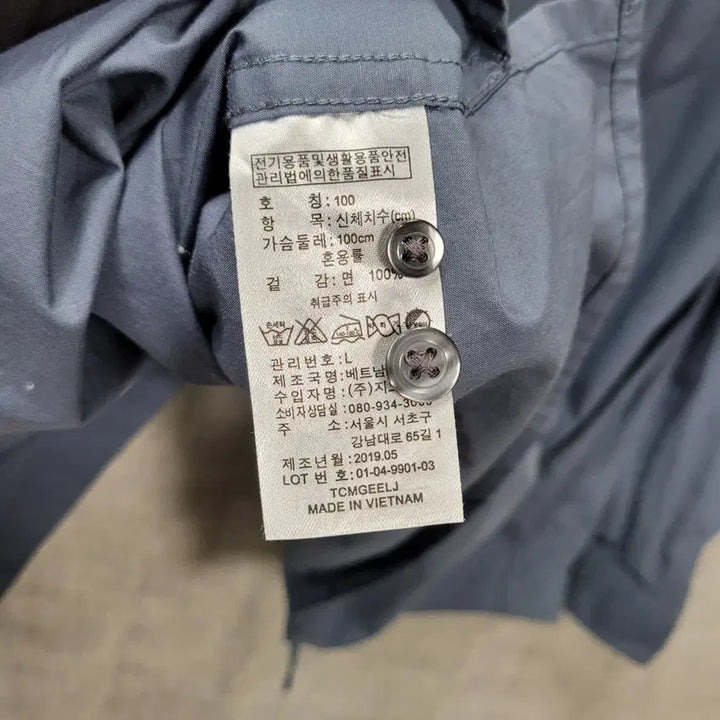 전기용품및생활용품안전
관리법에의한품질표시
호 칭 : 100
항 목 : 신체치수(cm)
가슴둘레 : 100cm
혼용률
겉 감 : 면 100%
취급주의 표시
손세탁
관리번호 : L
제조국명 : 베트남
수입자명 : (주)지
소비자상담실 : 080-934-
주 소 : 서울시 서초구
강남대로 65길 1
제조년월 : 2019.05
LOT 번 호 : 01-04-9901-03
TCMGEELJ
MADE IN VIETNAM